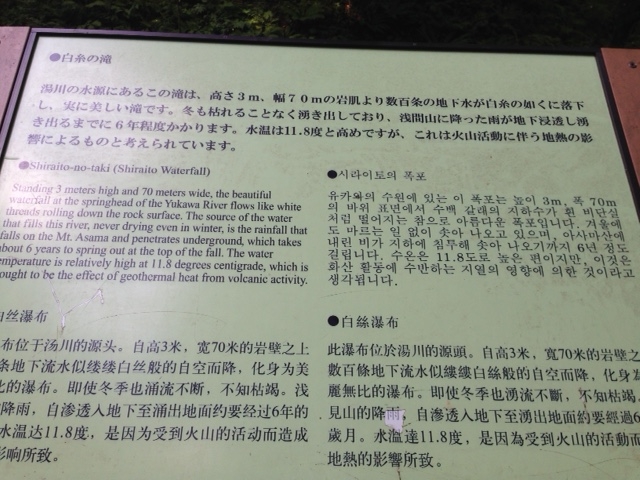 ●白糸の滝
湯川の水源にあるこの滝は、高さ3m、幅70mの岩肌より数百条の地下水が白糸の如くに落下
し、実に美しい滝です。冬も枯れることなく湧き出しており、浅間山に降った雨が地下浸透し湧
き出るまでに6年程度かかります。水温は11.8度と高めですが、これは火山活動に伴う地熱の影
響によるものと考えられています。
●Shiraito-no-taki (Shiraito Waterfall)
Standing 3 meters high and 70 meters wide, the beautiful
waterfall at the springhead of the Yukawa River flows like white
threads rolling down the rock surface. The source of the water
that fills this river, never drying even in winter, is the rainfall that
falls on the Mt. Asama and penetrates underground, which takes
about 6 years to spring out at the top of the fall. The water
temperature is relatively high at 11.8 degrees centigrade, which is
ought to be the effect of geothermal heat from volcanic activity.
●시라이토의 폭포
유카와의 수원에 있는 이 폭포는 높이 3m, 폭 70m
의 바위 표면에서 수백 갈래의 지하수가 흰 비단실
처럼 떨어지는 참으로 아름다운 폭포입니다. 겨울에
도 마르는 일 없이 솟아 나오고 있으며, 아사마산에
내린 비가 지하에 침투해 솟아 나오기까지 6년 정도
걸립니다. 수온은 11.8도로 높은 편이지만, 이것은
화산 활동에 수반하는 지열의 영향에 의한 것이라고
생각됩니다.
白丝瀑布
布位于汤川的源头。自高3米，宽70米的岩壁之上
条地下流水似缕缕白丝般的自空而降，化身为美
比的瀑布。即使冬季也涌流不断，不知枯竭。浅
降雨，自渗透入地下至涌出地面约要经过6年的
水温达11.8度，是因为受到火山的活动而造成
影响所致。
●白絲瀑布
此瀑布位於湯川的源頭。自高3米，寬70米的岩壁之
數百條地下流水似縷縷白絲般的自空而降，化身為
麗無比的瀑布。即使冬季也湧流不斷，不知枯竭。
見山的降雨，自滲透入地下至湧出地面約要經過6
歲月。水溫達11.8度，是因為受到火山的活動而
地熱的影響所致。